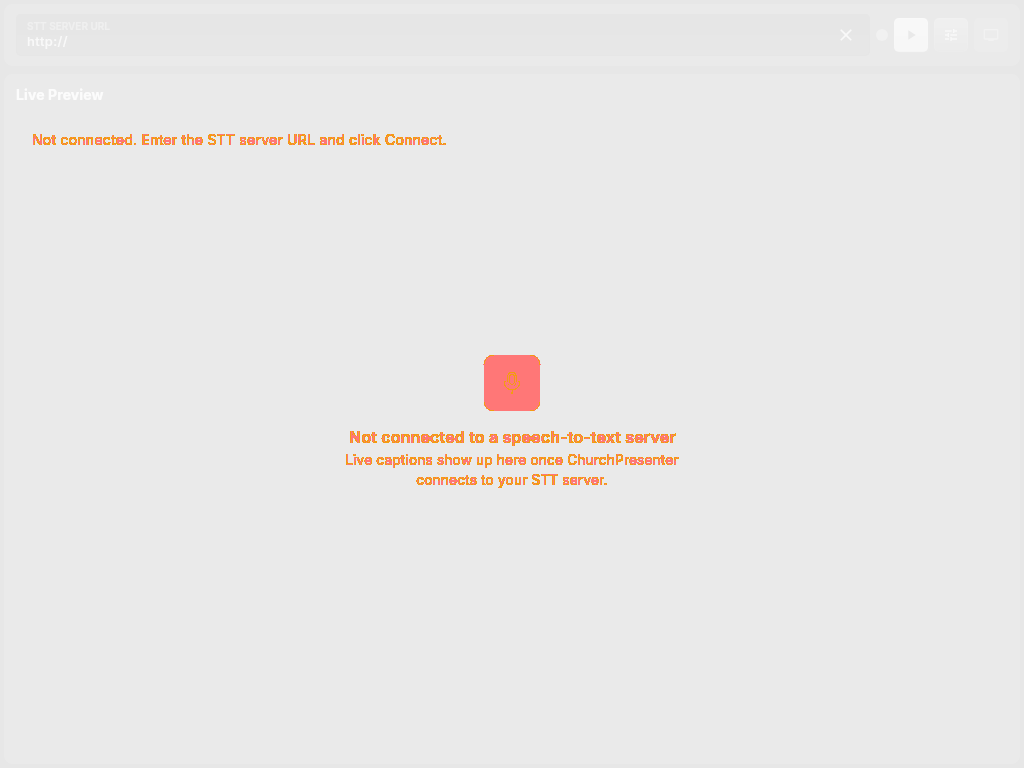 STT SERVER URL
http://
Live Preview
Not connected. Enter the STT server URL and click Connect.
Not connected to a speech-to-text server
Live captions show up here once ChurchPresenter
connects to your STT server.